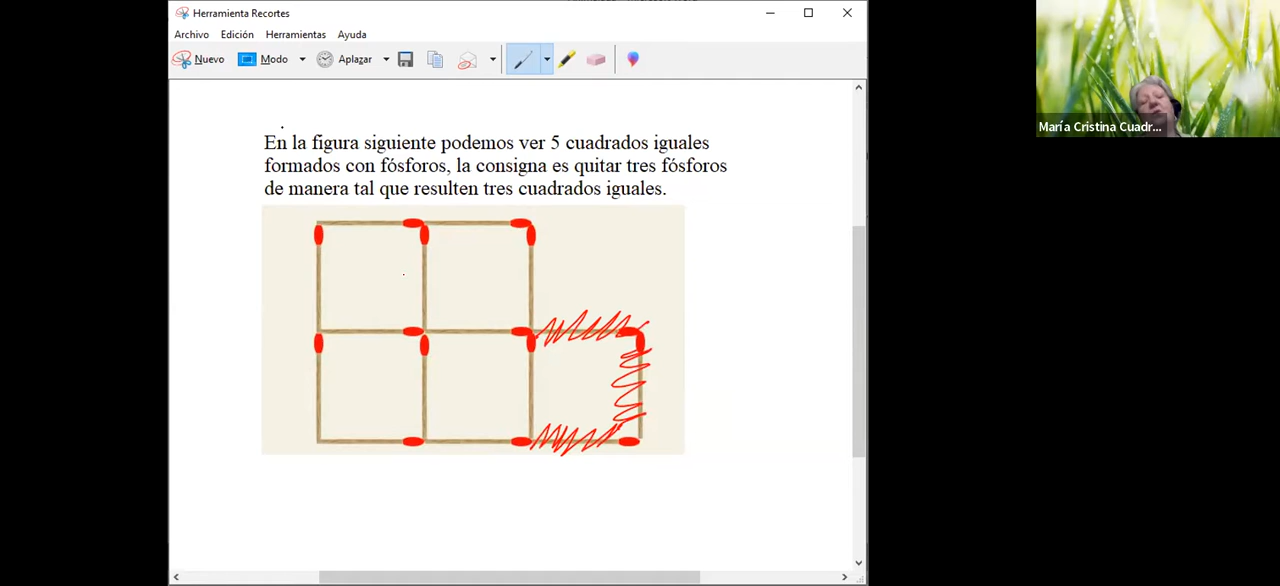 Herramienta Recortes
Archivo Edición Herramientas Ayuda
Nuevo Modo Aplazar
María Cristina Cuadr...
En la figura siguiente podemos ver 5 cuadrados iguales
formados con fósforos, la consigna es quitar tres fósforos
de manera tal que resulten tres cuadrados iguales.